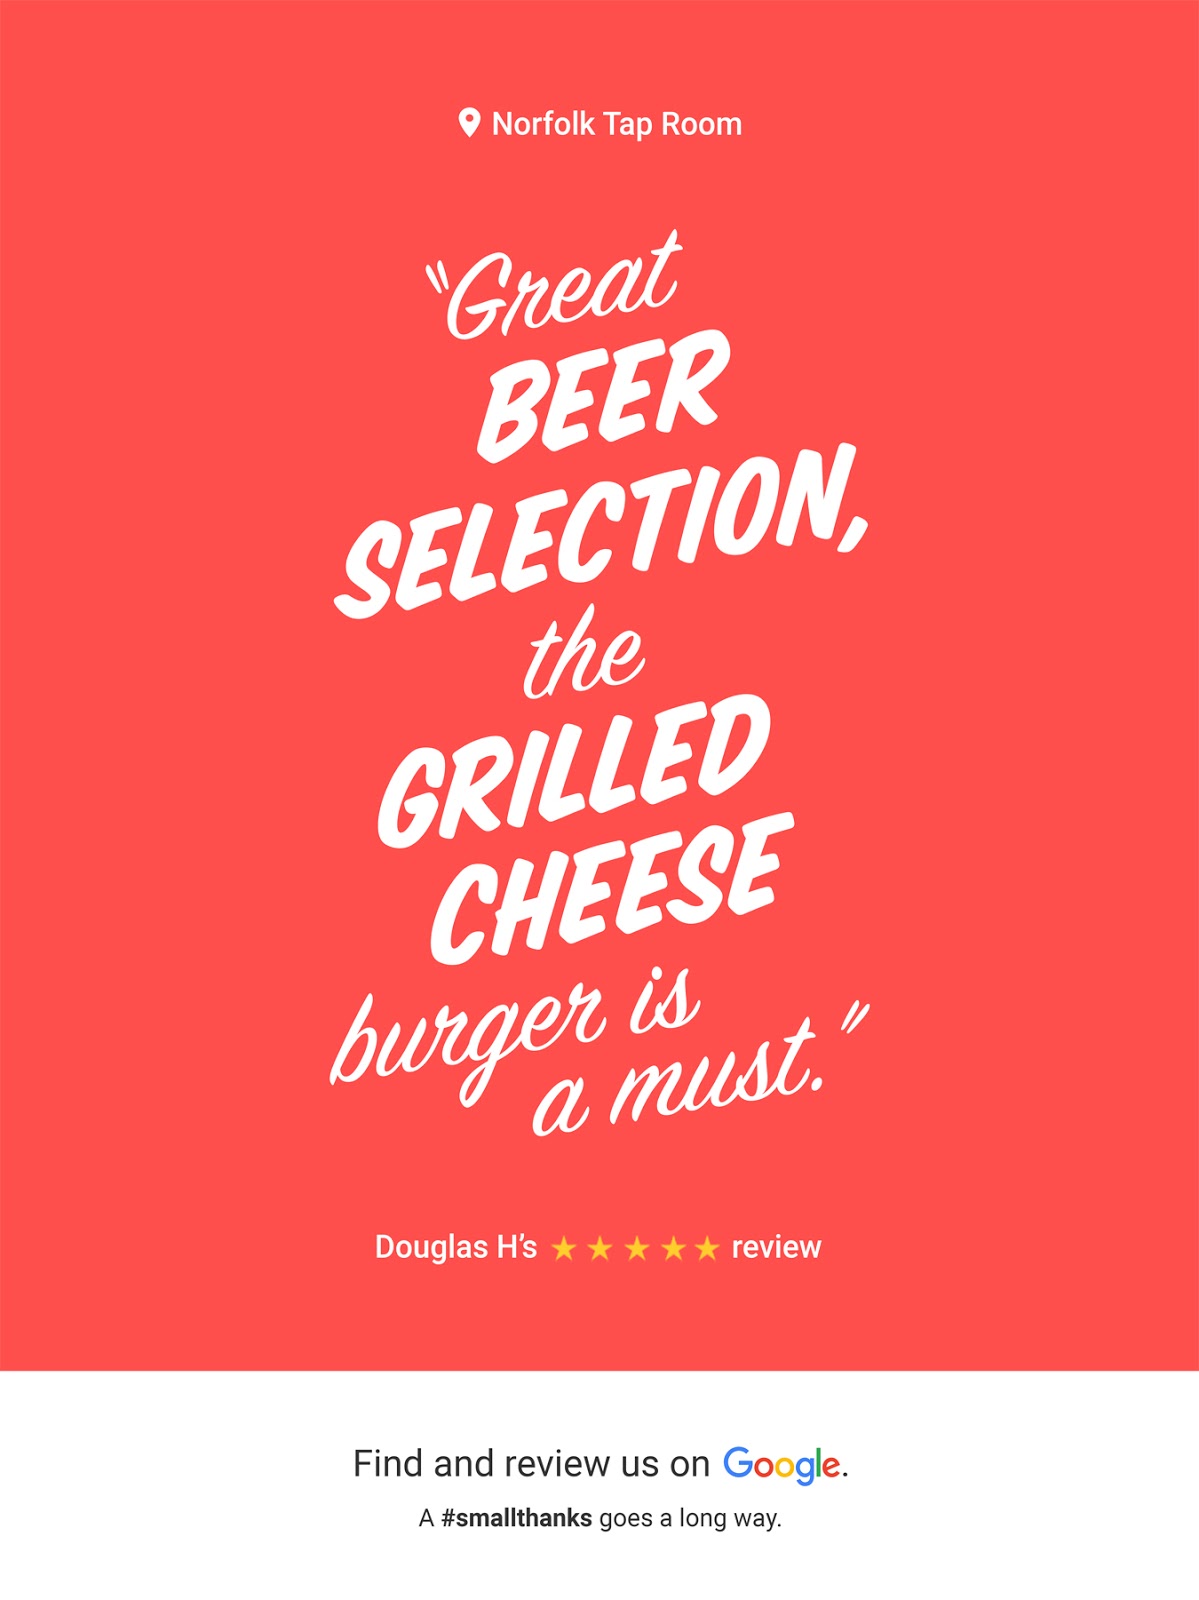 Norfolk Tap Room
"Great
BEER
SELECTION,
the
GRILLED
CHEESE
burger is
a must."
Douglas H's ★★★★★ review
Find and review us on Google.
A #smallthanks goes a long way.